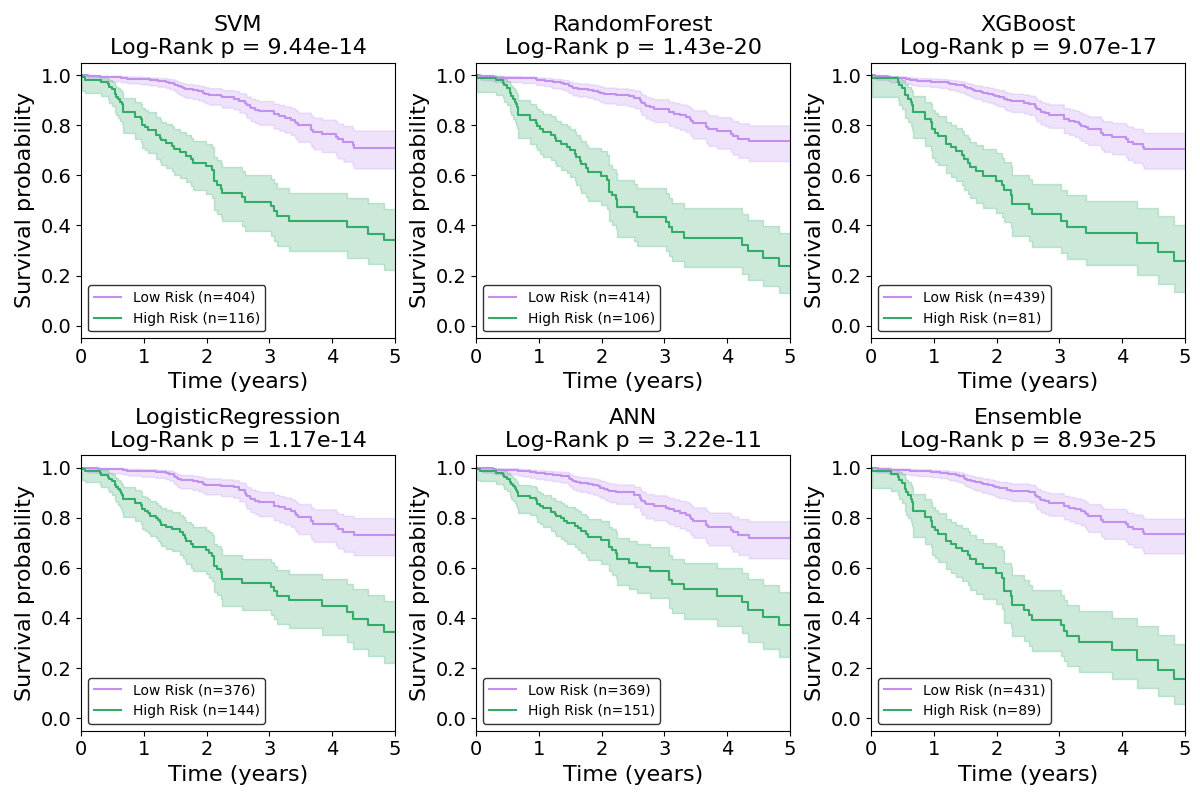 SVM
Log-Rank p = 9.44e-14
Survival probability
1.0
0.8
0.6
0.4
0.2
0.0
Low Risk (n=404)
High Risk (n=116)
0 1 2 3 4 5
Time (years)
RandomForest
Log-Rank p = 1.43e-20
Survival probability
1.0
0.8
0.6
0.4
0.2
0.0
Low Risk (n=414)
High Risk (n=106)
0 1 2 3 4 5
Time (years)
XGBoost
Log-Rank p = 9.07e-17
Survival probability
1.0
0.8
0.6
0.4
0.2
0.0
Low Risk (n=439)
High Risk (n=81)
0 1 2 3 4 5
Time (years)
LogisticRegression
Log-Rank p = 1.17e-14
Survival probability
1.0
0.8
0.6
0.4
0.2
0.0
Low Risk (n=376)
High Risk (n=144)
0 1 2 3 4 5
Time (years)
ANN
Log-Rank p = 3.22e-11
Survival probability
1.0
0.8
0.6
0.4
0.2
0.0
Low Risk (n=369)
High Risk (n=151)
0 1 2 3 4 5
Time (years)
Ensemble
Log-Rank p = 8.93e-25
Survival probability
1.0
0.8
0.6
0.4
0.2
0.0
Low Risk (n=431)
High Risk (n=89)
0 1 2 3 4 5
Time (years)